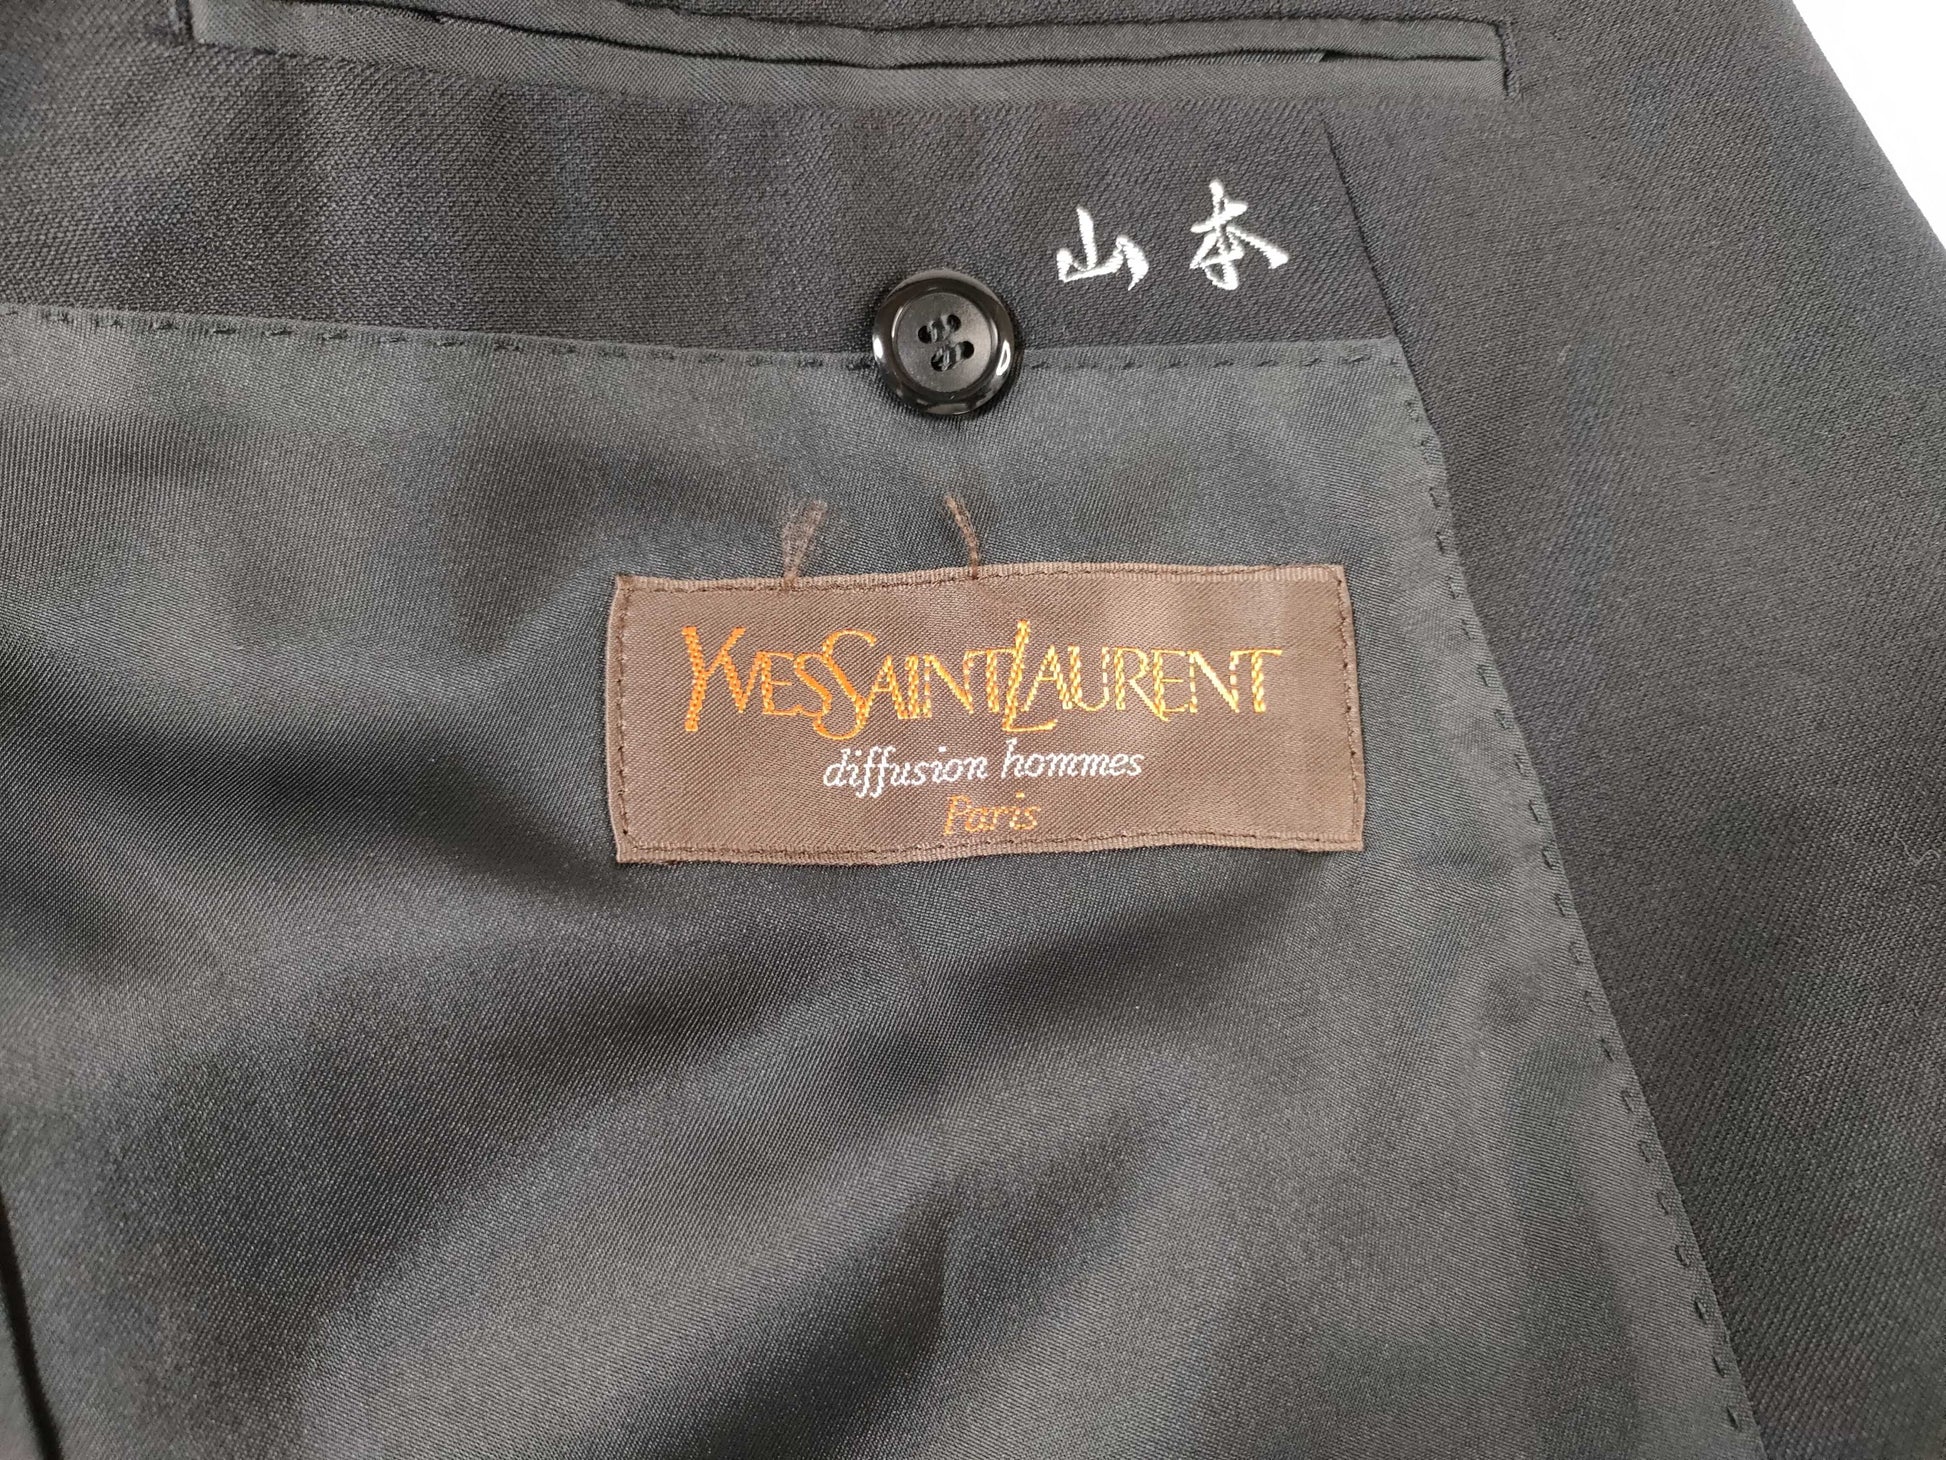 山本
YVES SAINT LAURENT
diffusion hommes
Paris